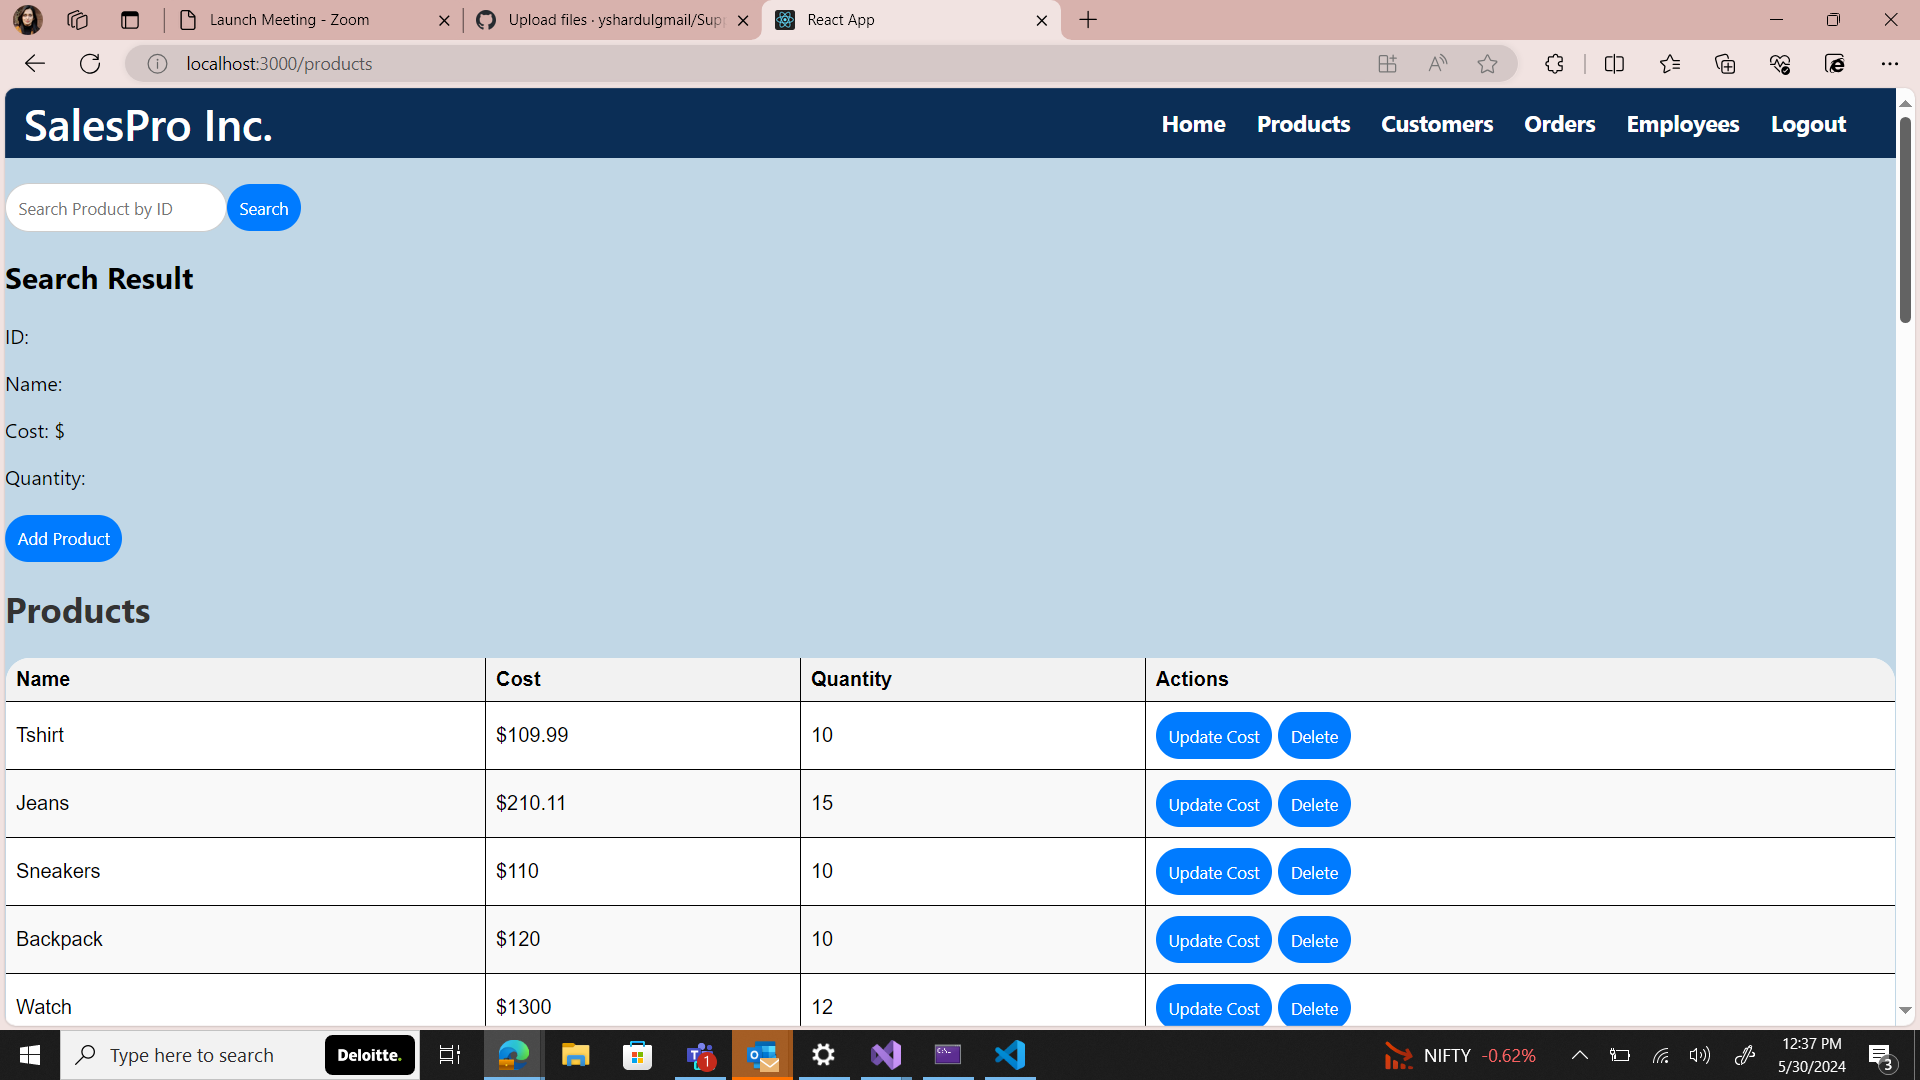 Launch Meeting - Zoom
Upload files · yshardulgmail/Sup
React App
localhost:3000/products
SalesPro Inc.
Home Products Customers Orders Employees Logout
Search Product by ID Search
Search Result
ID:
Name:
Cost: $
Quantity:
Add Product
Products
Name Cost Quantity Actions
Tshirt $109.99 10 Update Cost Delete
Jeans $210.11 15 Update Cost Delete
Sneakers $110 10 Update Cost Delete
Backpack $120 10 Update Cost Delete
Watch $1300 12 Update Cost Delete
Type here to search Deloitte. 1 NIFTY -0.62% 12:37 PM
5/30/2024 3